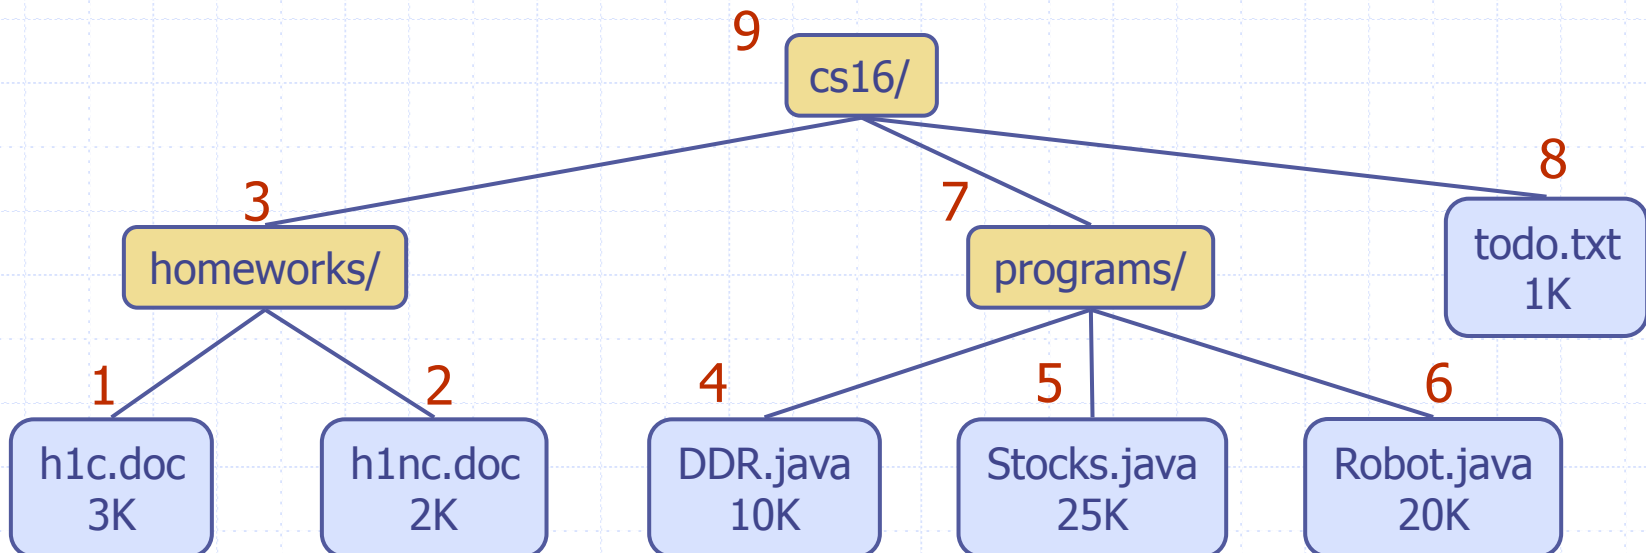 9
cs16/
8
3
7
homeworks/
programs/
todo.txt
1K
1
2
4
5
6
h1c.doc
3K
h1nc.doc
2K
DDR.java
10K
Stocks.java
25K
Robot.java
20K